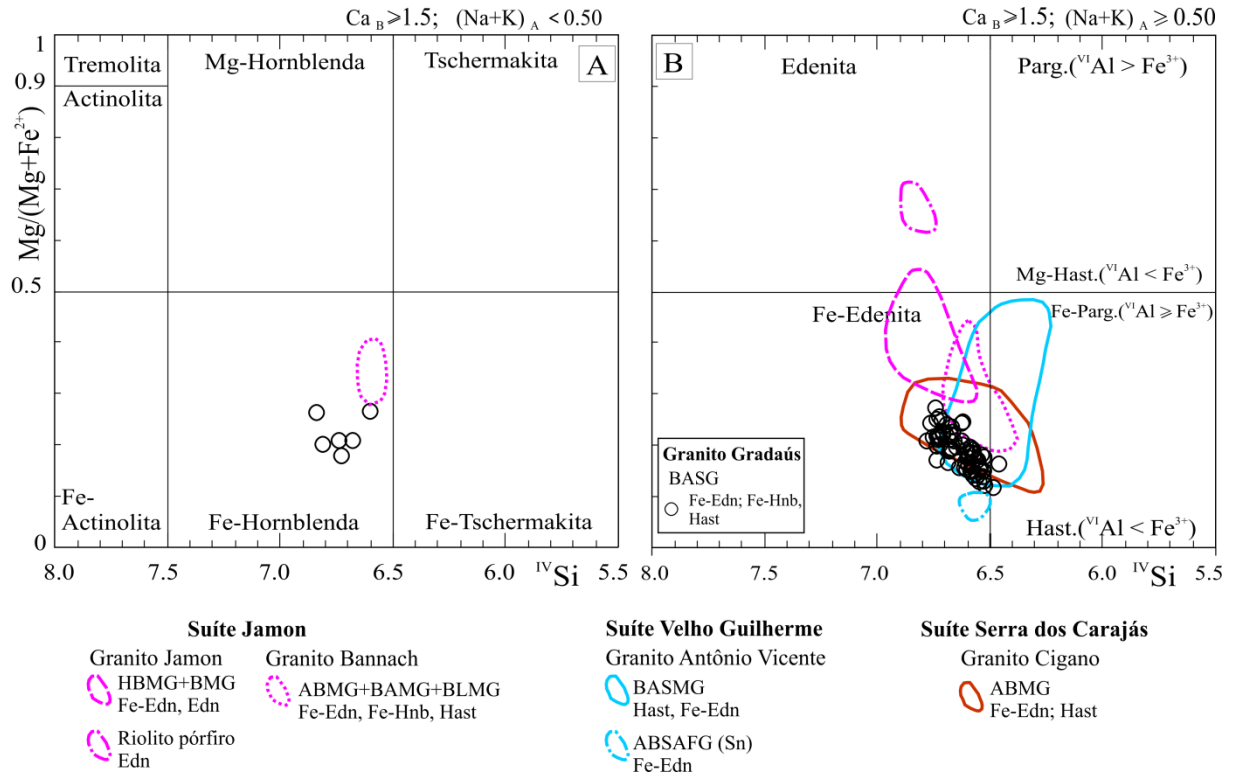 Ca B ⩾1.5; (Na+K) A <0.50
1
Tremolita
Mg-Hornblenda
Tschermakita
A
0.9
Actinolita
Mg/(Mg+Fe²⁺)
0.5
Fe-
Actinolita
Fe-Hornblenda
Fe-Tschermakita
0
8.0 7.5 7.0 6.5 6.0 ᴵⱽSi 5.5
Ca B ⩾1.5; (Na+K) A ⩾ 0.50
B
Edenita
Parg.(ⱽᴵAl > Fe³⁺)
Mg-Hast.(ⱽᴵAl < Fe³⁺)
Fe-Edenita
Fe-Parg.(ⱽᴵAl ⩾ Fe³⁺)
Granito Gradaús
BASG
Fe-Edn; Fe-Hnb,
Hast
Hast.(ⱽᴵAl < Fe³⁺)
8.0 7.5 7.0 6.5 6.0 ᴵⱽSi 5.5
Suíte Jamon
Granito Jamon
HBMG+BMG
Fe-Edn, Edn
Riolito pórfiro
Edn
Granito Bannach
ABMG+BAMG+BLMG
Fe-Edn, Fe-Hnb, Hast
Suíte Velho Guilherme
Granito Antônio Vicente
BASMG
Hast, Fe-Edn
ABSAFG (Sn)
Fe-Edn
Suíte Serra dos Carajás
Granito Cigano
ABMG
Fe-Edn; Hast